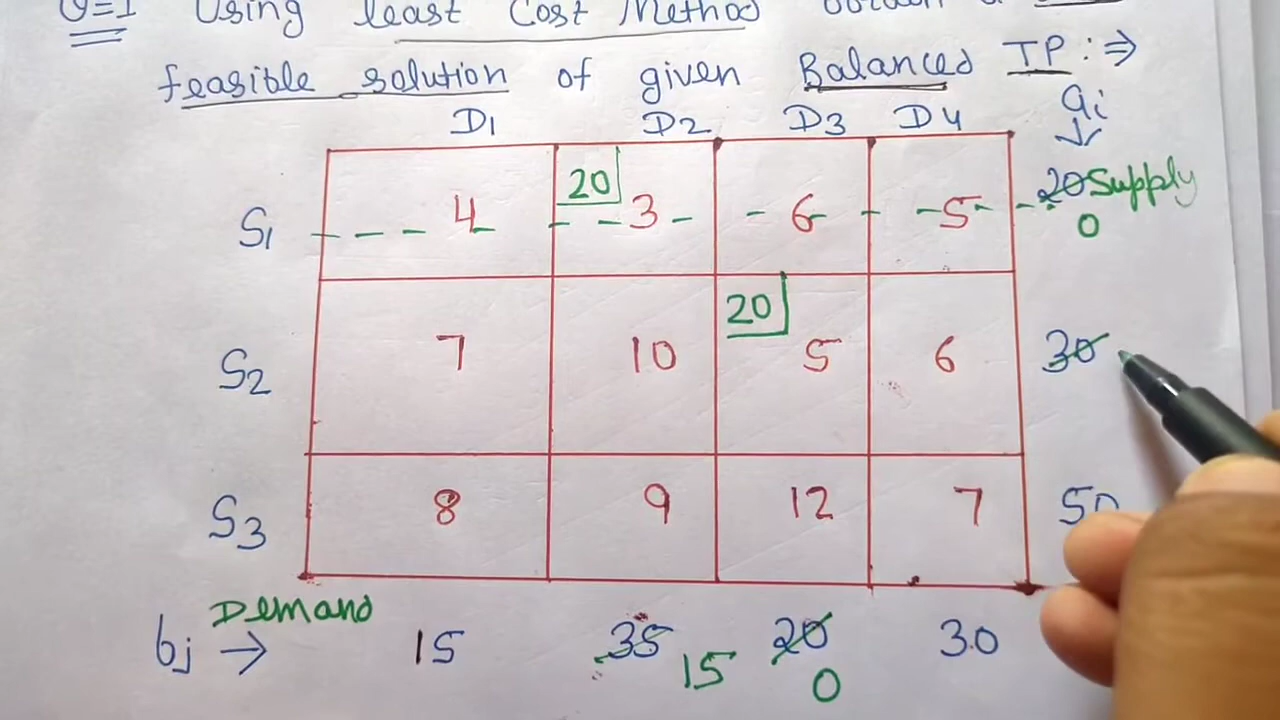 Q=1 Using least Cost Method obtain a
feasible solution of given Balanced TP :⇒
D1 D2 D3 D4 ai ↓
20 20 Supply
S1 4 3 6 5 0
20
S2 7 10 5 6 30
S3 8 9 12 7 50
Demand
bj → 15 35 20 30
15 0